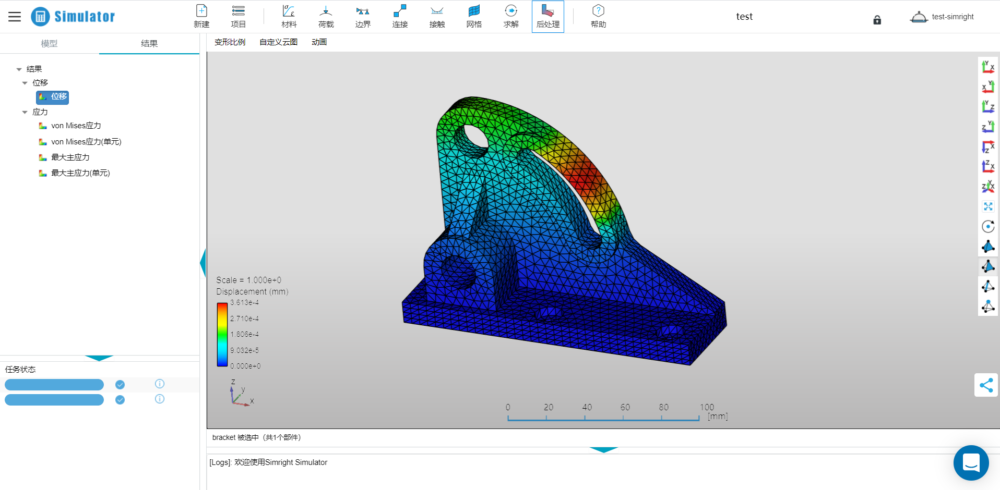 Simulator
新建 项目 材料 荷载 边界 连接 接触 网格 求解 后处理 帮助
test
test-simright
模型 结果
变形比例 自定义云图 动画
结果
位移
位移
应力
von Mises应力
von Mises应力(单元)
最大主应力
最大主应力(单元)
任务状态
Scale = 1.000e+0
Displacement (mm)
3.613e-4
2.710e-4
1.806e-4
9.032e-5
0.000e+0
z
y
x
0 20 40 60 80 100
[mm]
Y X
X Y
Y Z
Z Y
X Z
Z X
Z Y X
bracket 被选中（共1个部件）
[Logs]: 欢迎使用Simright Simulator